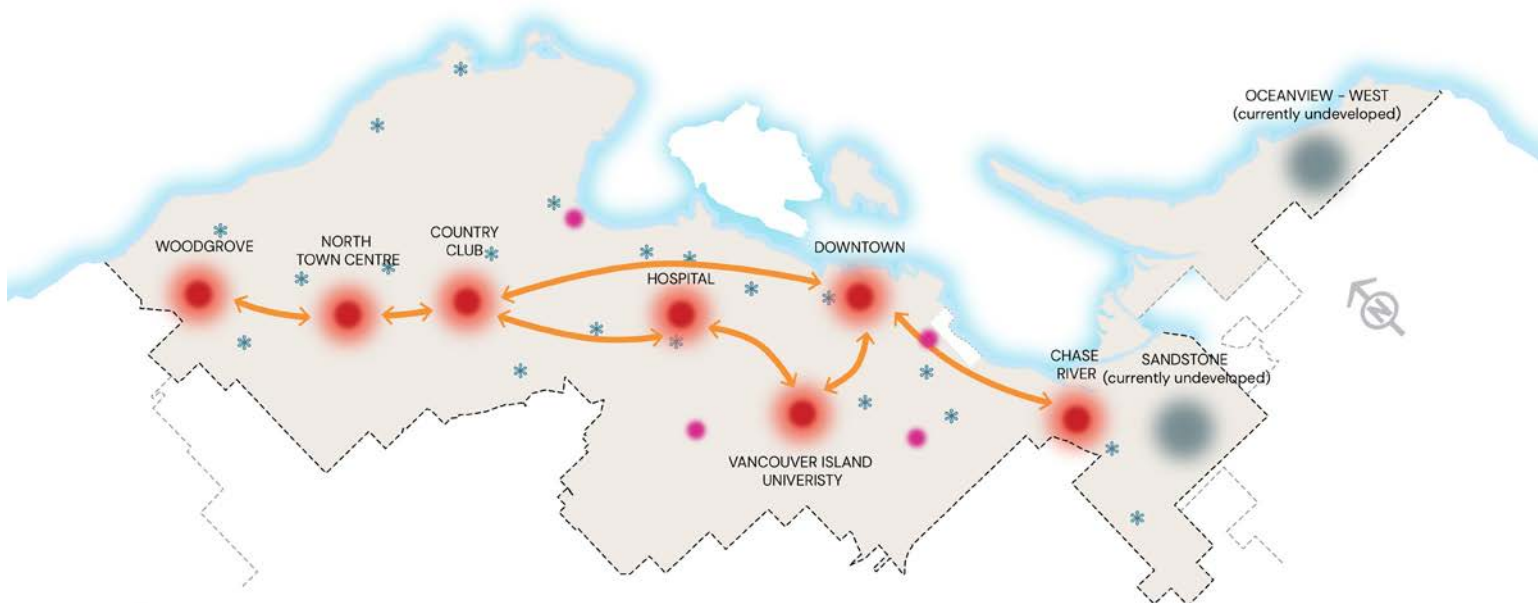 OCEANVIEW - WEST
(currently undeveloped)
WOODGROVE
NORTH
TOWN CENTRE
COUNTRY
CLUB
HOSPITAL
DOWNTOWN
N
CHASE
RIVER
SANDSTONE
(currently undeveloped)
VANCOUVER ISLAND
UNIVERISTY